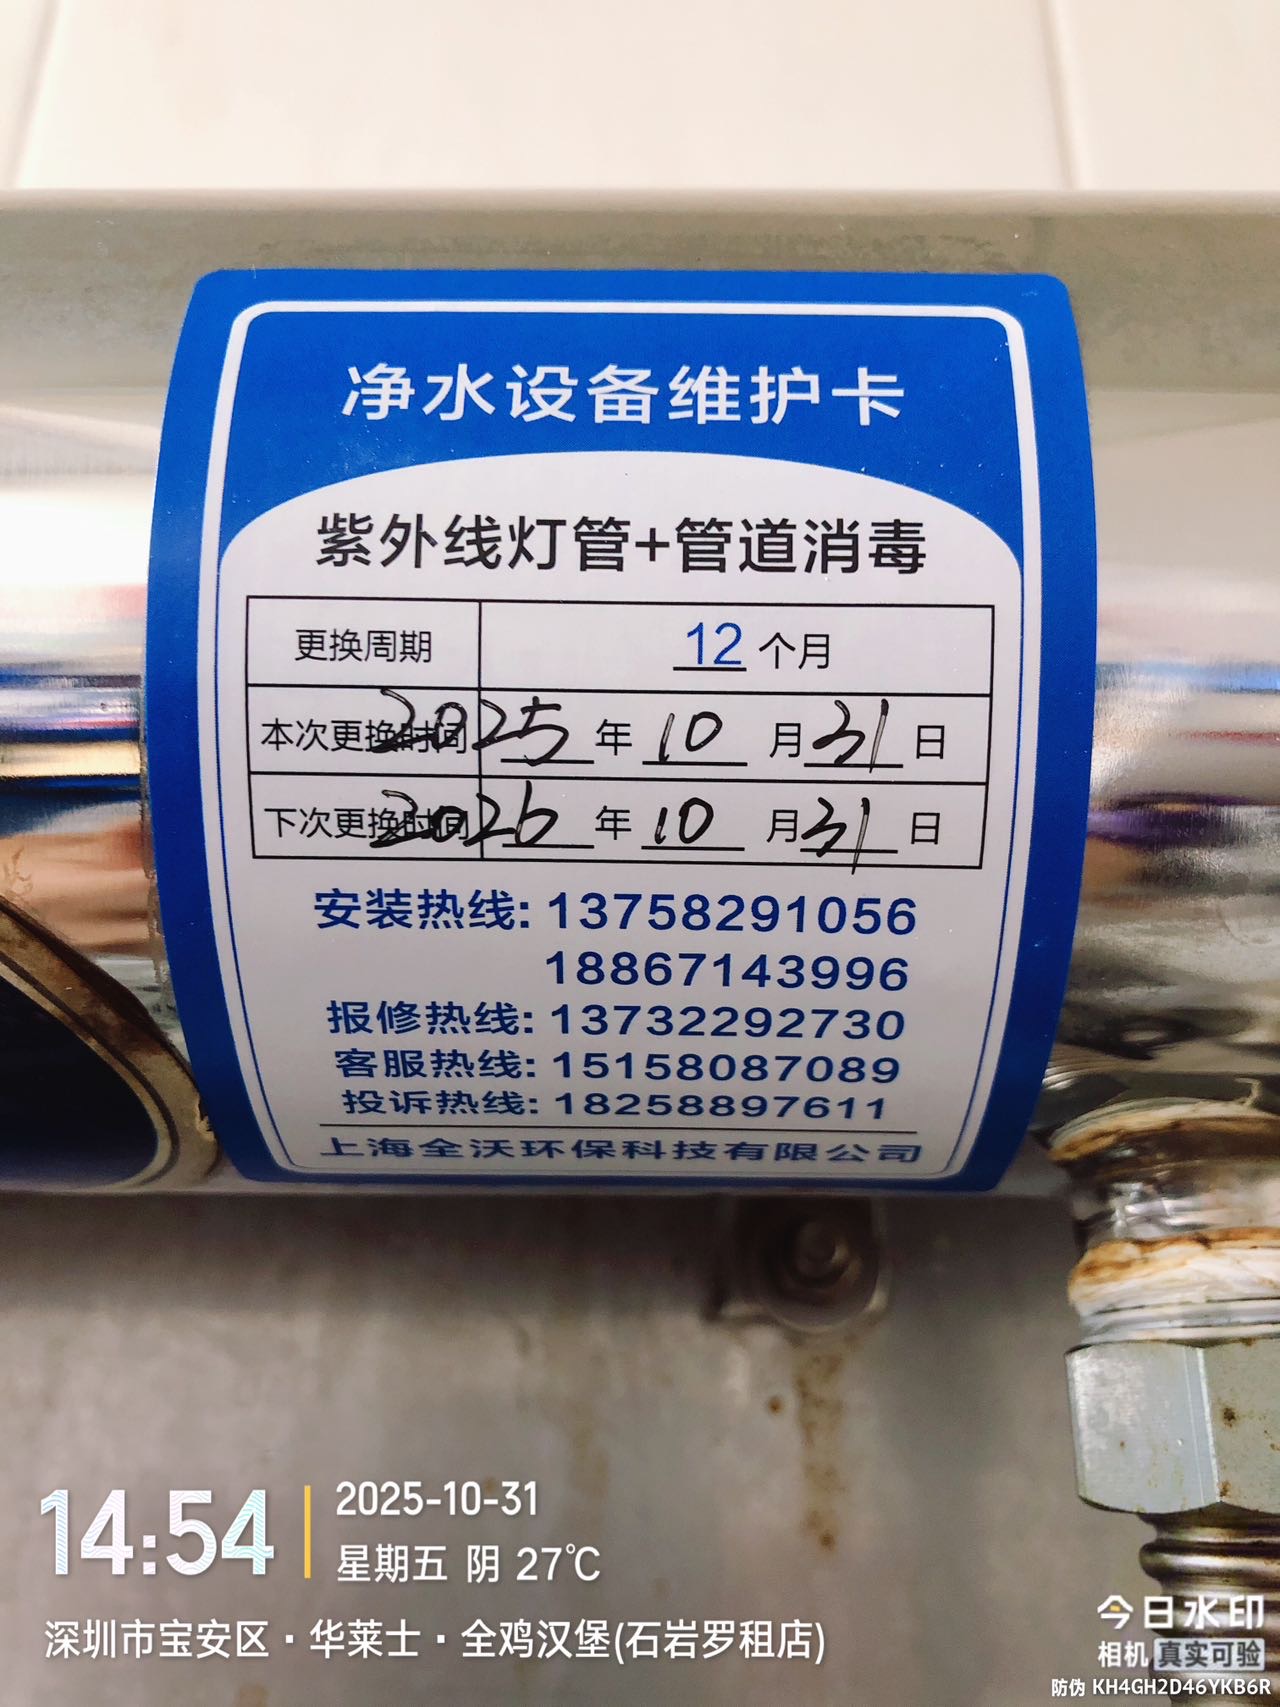 净水设备维护卡
紫外线灯管+管道消毒
更换周期 12 个月
本次更换时间 2025 年 10 月 31 日
下次更换时间 2026 年 10 月 31 日
安装热线: 13758291056
18867143996
报修热线: 13732292730
客服热线: 15158087089
投诉热线: 18258897611
上海全沃环保科技有限公司
14:54
2025-10-31
星期五 阴 27℃
深圳市宝安区·华莱士·全鸡汉堡(石岩罗租店)
今日水印
相机 真实可验
防伪 KH4GH2D46YKB6R